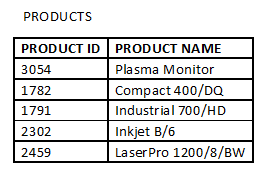 PRODUCTS
PRODUCT ID PRODUCT NAME
3054 Plasma Monitor
1782 Compact 400/DQ
1791 Industrial 700/HD
2302 Inkjet B/6
2459 LaserPro 1200/8/BW